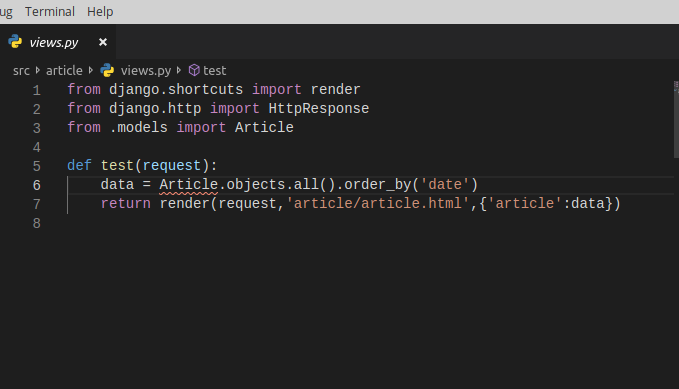 ug Terminal Help
views.py ×
src article views.py test
1 from django.shortcuts import render
2 from django.http import HttpResponse
3 from .models import Article
4
5 def test(request):
6     data = Article.objects.all().order_by('date')
7     return render(request,'article/article.html',{'article':data})
8